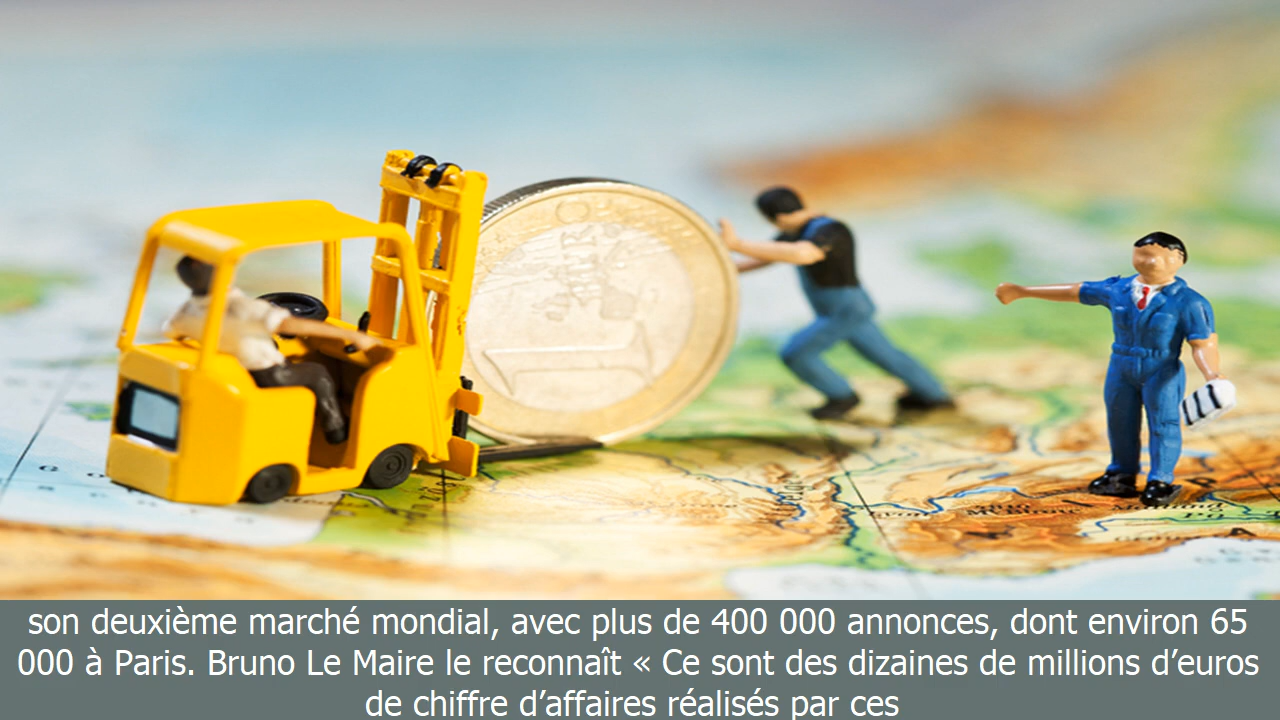 son deuxième marché mondial, avec plus de 400 000 annonces, dont environ 65
000 à Paris. Bruno Le Maire le reconnaît « Ce sont des dizaines de millions d’euros
de chiffre d’affaires réalisés par ces